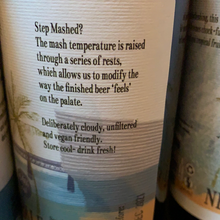 Step Mashed?
The mash temperature is raised
through a series of rests,
which allows us to modify the
way the finished beer 'feels'
on the palate.
Deliberately cloudy, unfiltered
and vegan friendly.
Store cool- drink fresh!